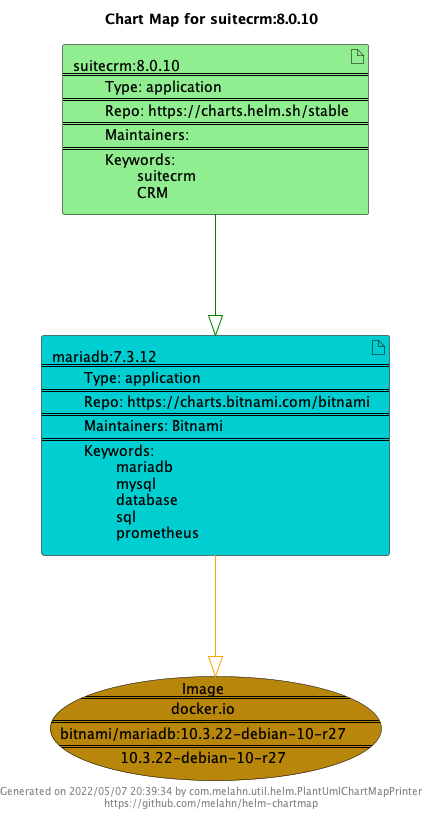 Chart Map for suitecrm:8.0.10
suitecrm:8.0.10
Type: application
Repo: https://charts.helm.sh/stable
Maintainers:
Keywords:
suitecrm
CRM
mariadb:7.3.12
Type: application
Repo: https://charts.bitnami.com/bitnami
Maintainers: Bitnami
Keywords:
mariadb
mysql
database
sql
prometheus
Image
docker.io
bitnami/mariadb:10.3.22-debian-10-r27
10.3.22-debian-10-r27
Generated on 2022/05/07 20:39:34 by com.melahn.util.helm.PlantUmlChartMapPrinter
https://github.com/melahn/helm-chartmap